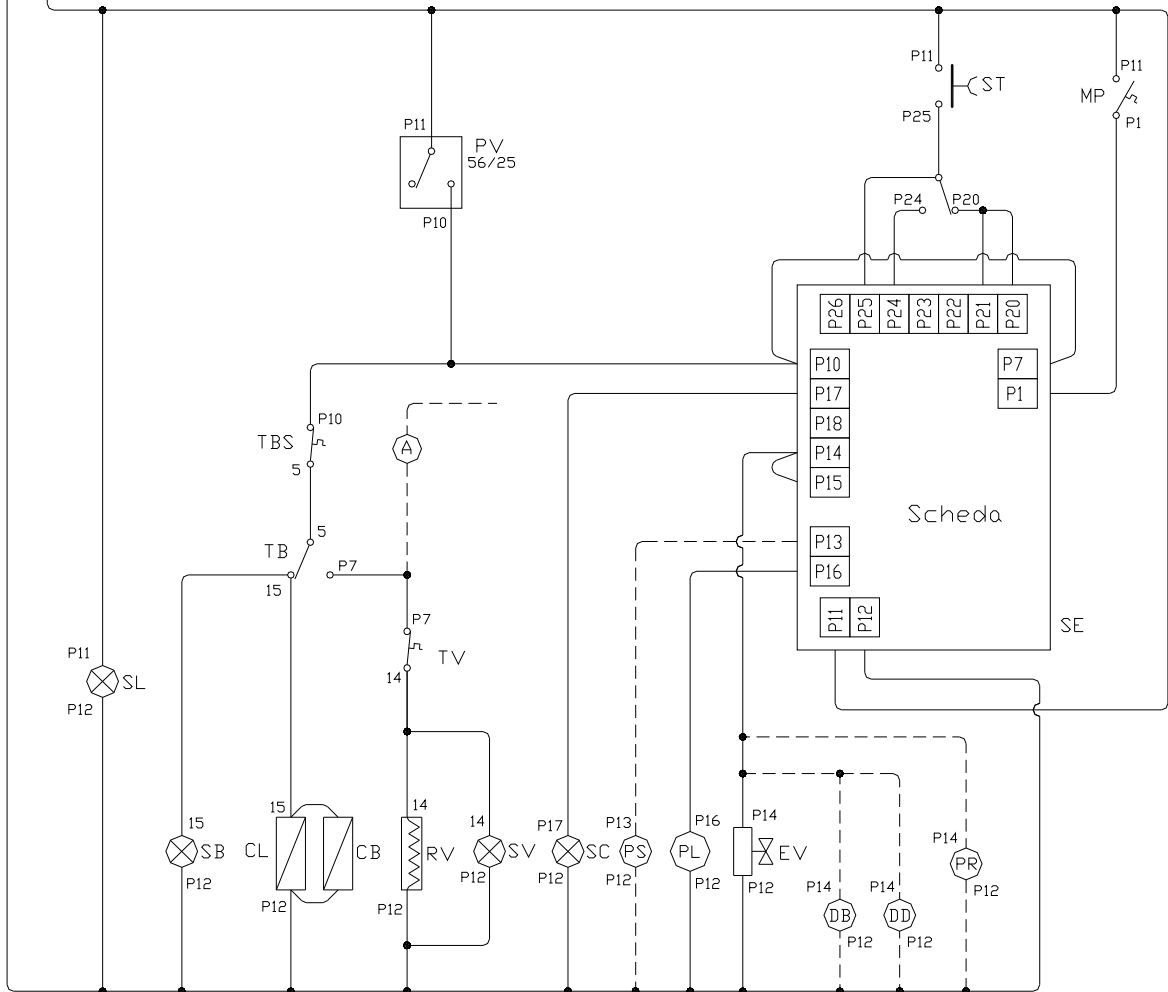 P11
ST
P25
P11
MP
P1
P11
PV
56/25
P10
P24
P20
P26
P25
P24
P23
P22
P21
P20
P10
P7
P17
P1
P18
P14
P15
Scheda
P13
P16
P11
P12
SE
P10
TBS
5
A
5
TB
P7
15
P7
TV
14
P11
SL
P12
15
SB
P12
15
CL
CB
P12
14
RV
P12
14
SV
P12
P17
SC
P12
P13
PS
P12
P16
PL
P12
P14
EV
P12
P14
DB
P12
P14
DD
P12
P14
PR
P12